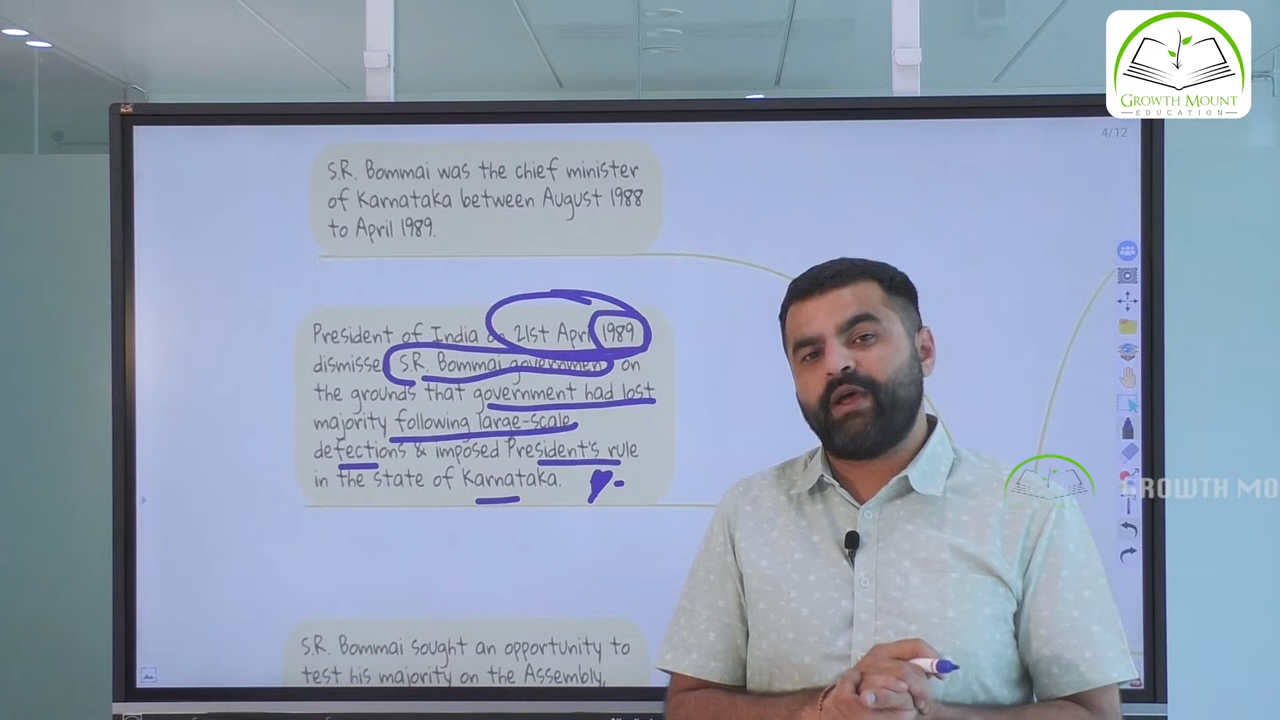 GROWTH MOUNT
EDUCATION
4/12
S.R. Bommai was the chief minister
of Karnataka between August 1988
to April 1989.
President of India 21st April 1989
dismisse S.R. Bommai government on
the grounds that government had lost
majority following large-scale
defections & imposed President's rule
in the state of Karnataka.
S.R. Bommai sought an opportunity to
test his majority on the Assembly,
GROWTH MO